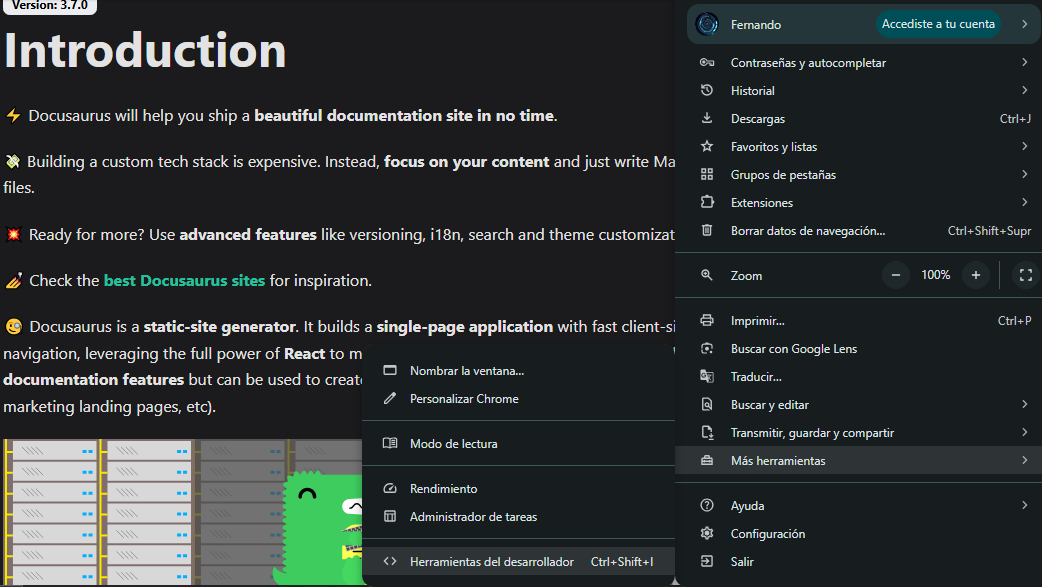 Version: 3.7.0
Introduction
⚡ Docusaurus will help you ship a beautiful documentation site in no time.
💸 Building a custom tech stack is expensive. Instead, focus on your content and just write Ma
files.
💥 Ready for more? Use advanced features like versioning, i18n, search and theme customizat
💅 Check the best Docusaurus sites for inspiration.
🧐 Docusaurus is a static-site generator. It builds a single-page application with fast client-si
navigation, leveraging the full power of React to m
documentation features but can be used to create
marketing landing pages, etc).
Nombrar la ventana...
Personalizar Chrome
Modo de lectura
Rendimiento
Administrador de tareas
Herramientas del desarrollador Ctrl+Shift+I
Fernando Accediste a tu cuenta
Contraseñas y autocompletar
Historial
Descargas Ctrl+J
Favoritos y listas
Grupos de pestañas
Extensiones
Borrar datos de navegación... Ctrl+Shift+Supr
Zoom − 100% +
Imprimir... Ctrl+P
Buscar con Google Lens
Traducir...
Buscar y editar
Transmitir, guardar y compartir
Más herramientas
Ayuda
Configuración
Salir